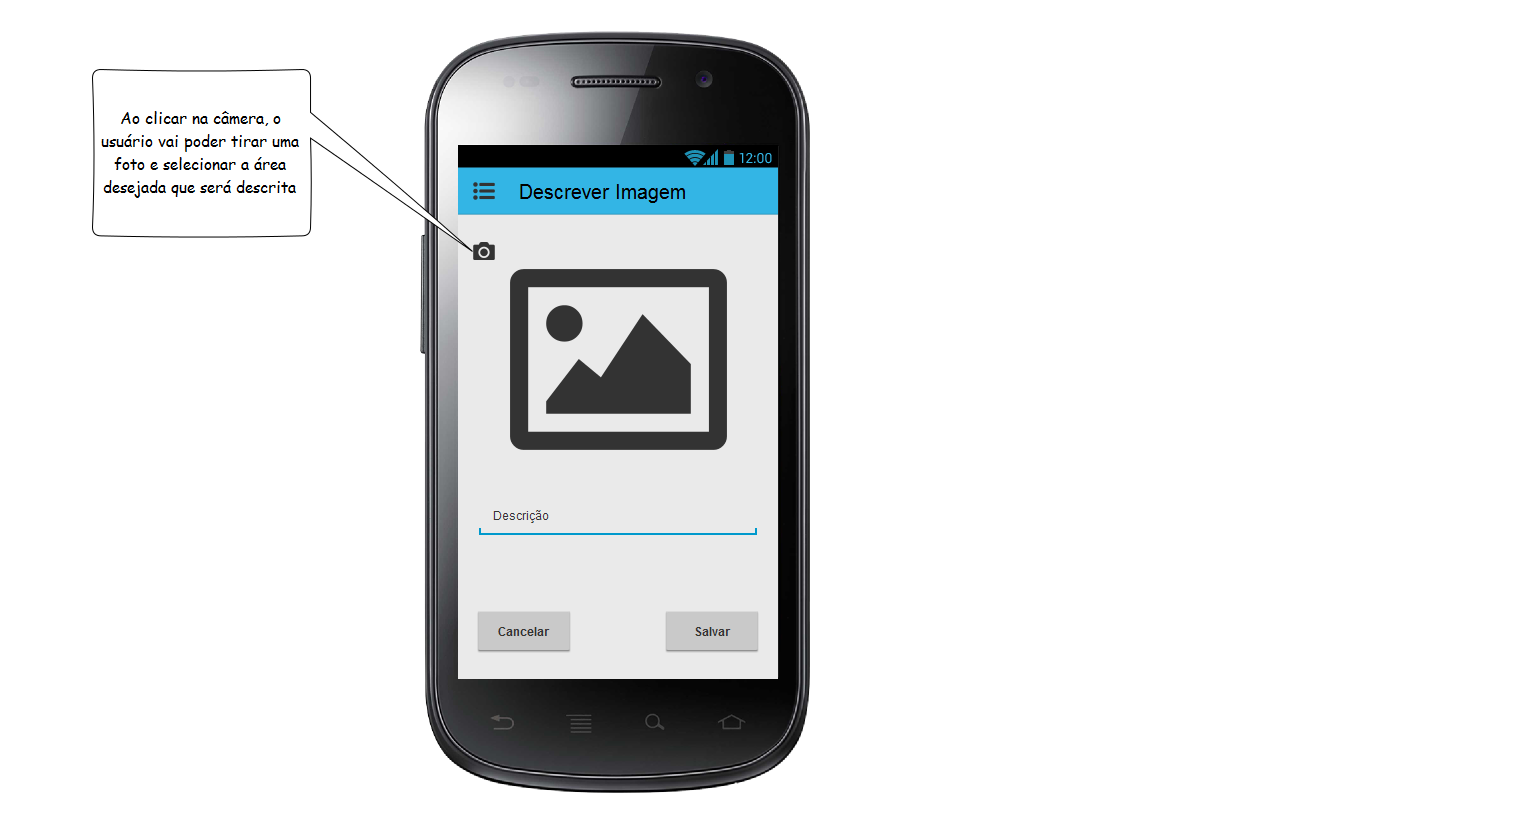 Ao clicar na câmera, o
usuário vai poder tirar uma
foto e selecionar a área
desejada que será descrita
12:00
Descrever Imagem
Descrição
Cancelar
Salvar